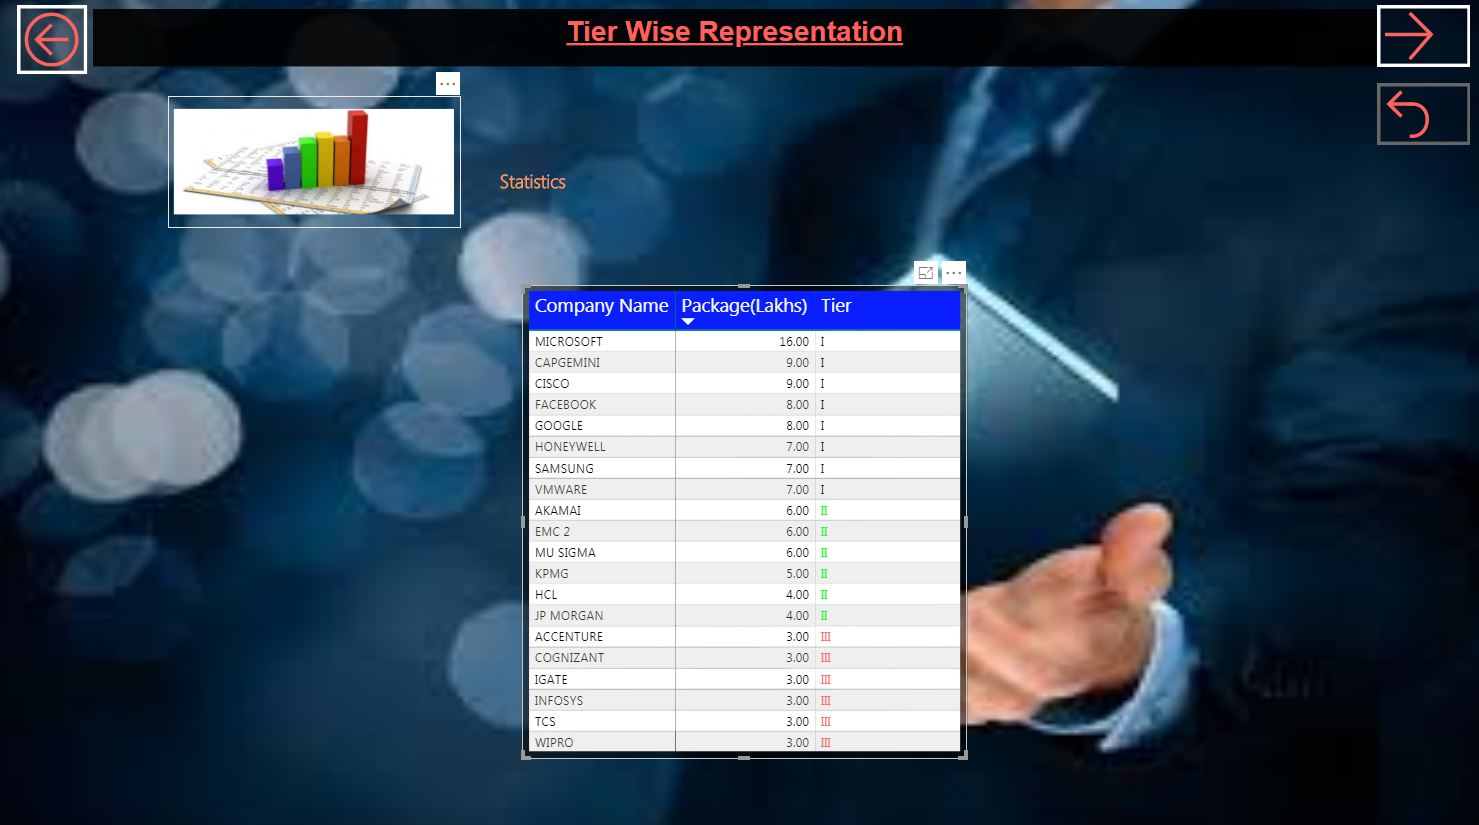 Tier Wise Representation
Statistics
Company Name Package(Lakhs) Tier
MICROSOFT 16.00 I
CAPGEMINI 9.00 I
CISCO 9.00 I
FACEBOOK 8.00 I
GOOGLE 8.00 I
HONEYWELL 7.00 I
SAMSUNG 7.00 I
VMWARE 7.00 I
AKAMAI 6.00 II
EMC 2 6.00 II
MU SIGMA 6.00 II
KPMG 5.00 II
HCL 4.00 II
JP MORGAN 4.00 II
ACCENTURE 3.00 III
COGNIZANT 3.00 III
IGATE 3.00 III
INFOSYS 3.00 III
TCS 3.00 III
WIPRO 3.00 III